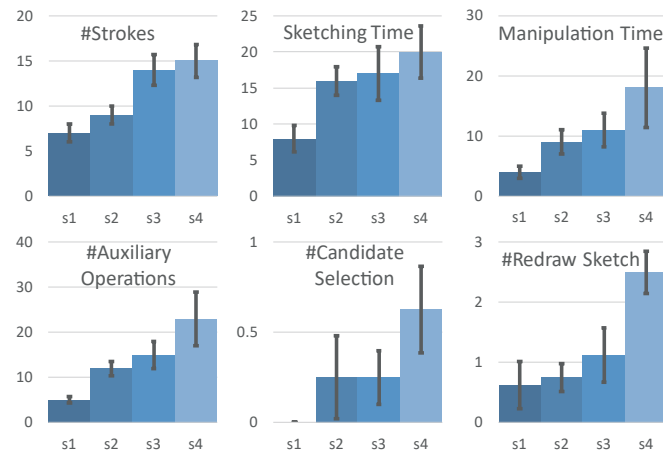 #Strokes
20
15
10
5
0
s1 s2 s3 s4
Sketching Time
25
20
15
10
5
0
s1 s2 s3 s4
Manipulation Time
30
20
10
0
s1 s2 s3 s4
#Auxiliary
Operations
40
30
20
10
0
s1 s2 s3 s4
#Candidate
Selection
1
0.5
0
s1 s2 s3 s4
#Redraw Sketch
3
2
1
0
s1 s2 s3 s4